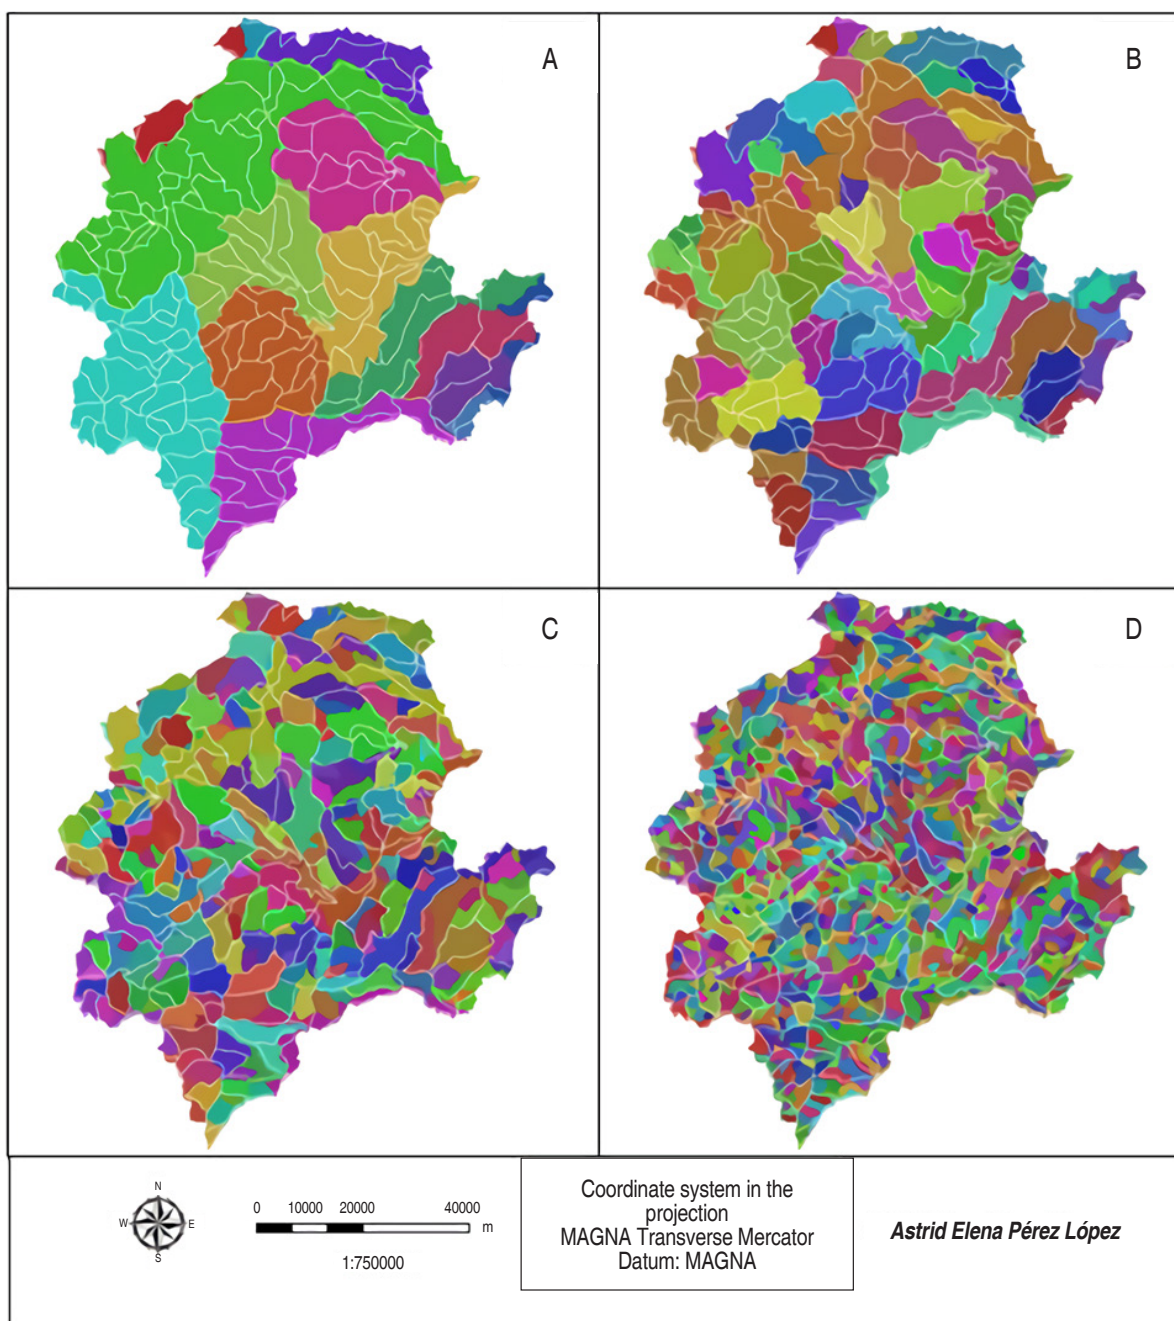 A
B
C
D
N
W E
S
0 10000 20000 40000
m
1:750000
Coordinate system in the
projection
MAGNA Transverse Mercator
Datum: MAGNA
Astrid Elena Pérez López